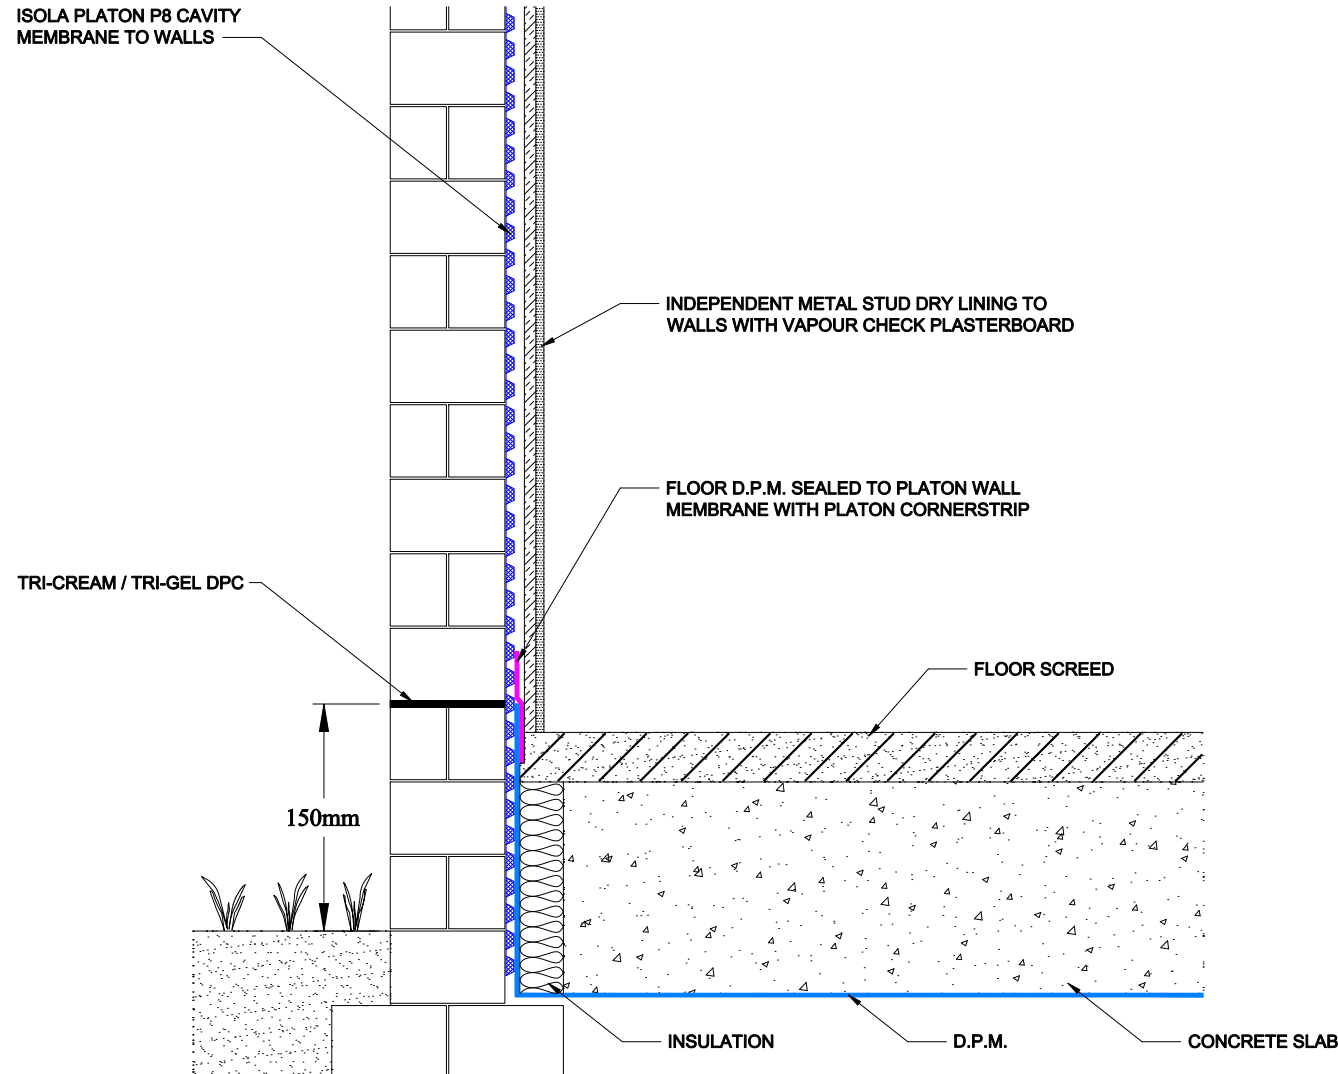 ISOLA PLATON P8 CAVITY
MEMBRANE TO WALLS
INDEPENDENT METAL STUD DRY LINING TO
WALLS WITH VAPOUR CHECK PLASTERBOARD
FLOOR D.P.M. SEALED TO PLATON WALL
MEMBRANE WITH PLATON CORNERSTRIP
TRI-CREAM / TRI-GEL DPC
FLOOR SCREED
150mm
INSULATION
D.P.M.
CONCRETE SLAB